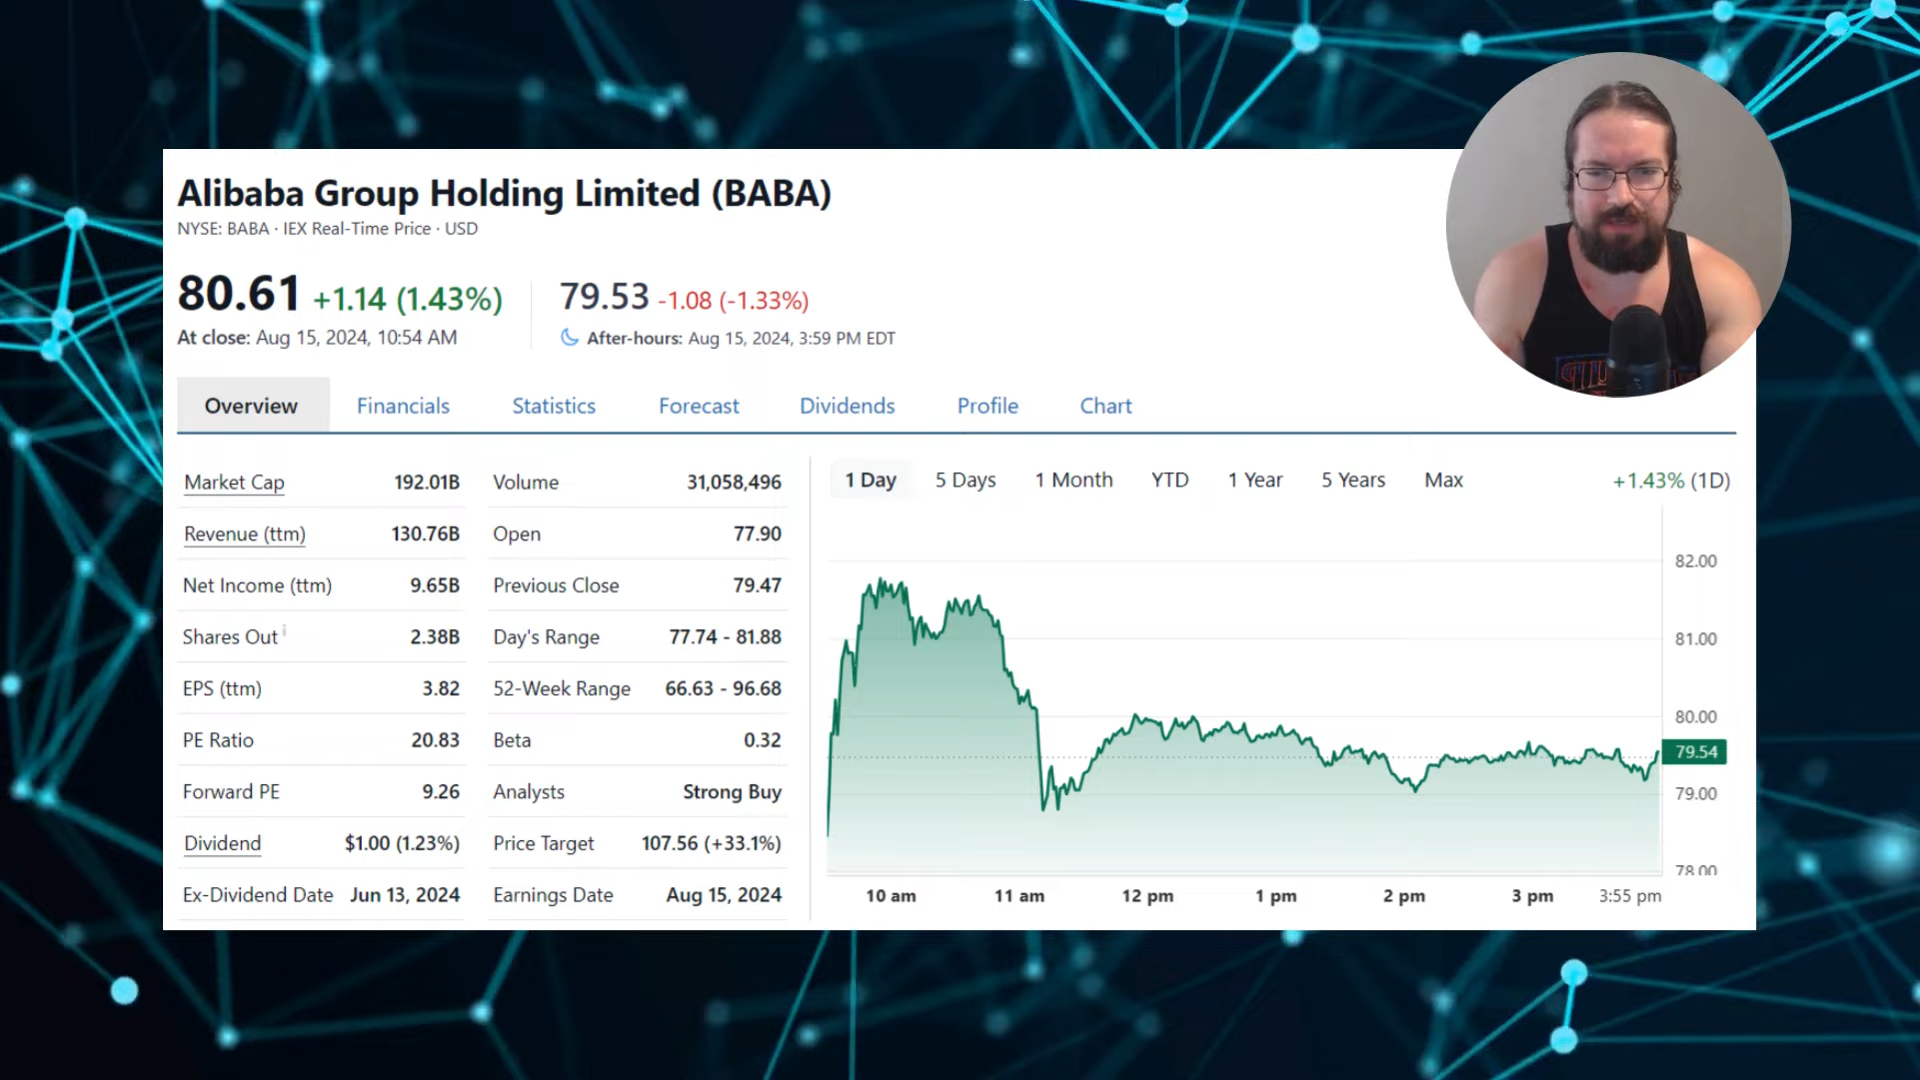 Alibaba Group Holding Limited (BABA)
NYSE: BABA · IEX Real-Time Price · USD
80.61 +1.14 (1.43%)
At close: Aug 15, 2024, 10:54 AM
79.53 -1.08 (-1.33%)
After-hours: Aug 15, 2024, 3:59 PM EDT
Overview Financials Statistics Forecast Dividends Profile Chart
Market Cap 192.01B
Revenue (ttm) 130.76B
Net Income (ttm) 9.65B
Shares Out i 2.38B
EPS (ttm) 3.82
PE Ratio 20.83
Forward PE 9.26
Dividend $1.00 (1.23%)
Ex-Dividend Date Jun 13, 2024
Volume 31,058,496
Open 77.90
Previous Close 79.47
Day's Range 77.74 - 81.88
52-Week Range 66.63 - 96.68
Beta 0.32
Analysts Strong Buy
Price Target 107.56 (+33.1%)
Earnings Date Aug 15, 2024
1 Day 5 Days 1 Month YTD 1 Year 5 Years Max +1.43% (1D)
82.00
81.00
80.00
79.54
79.00
78.00
10 am 11 am 12 pm 1 pm 2 pm 3 pm 3:55 pm